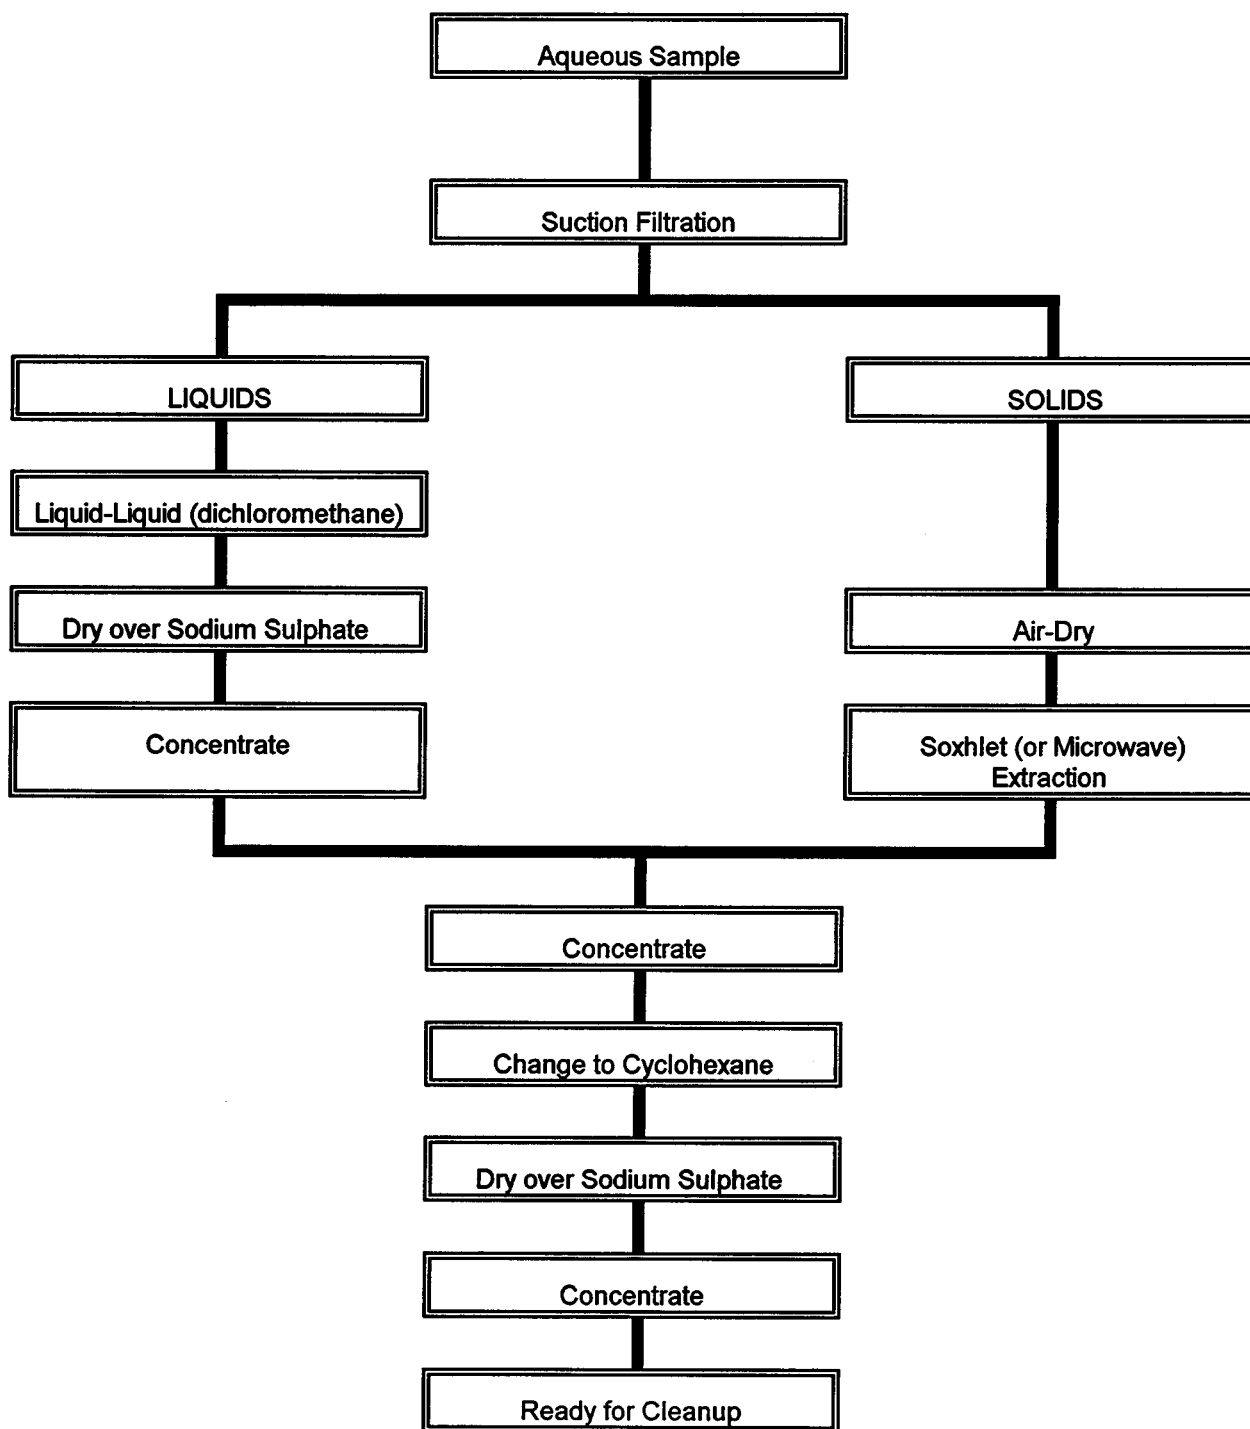 Aqueous Sample
Suction Filtration
LIQUIDS
SOLIDS
Liquid-Liquid (dichloromethane)
Dry over Sodium Sulphate
Air-Dry
Concentrate
Soxhlet (or Microwave)
Extraction
Concentrate
Change to Cyclohexane
Dry over Sodium Sulphate
Concentrate
Ready for Cleanup